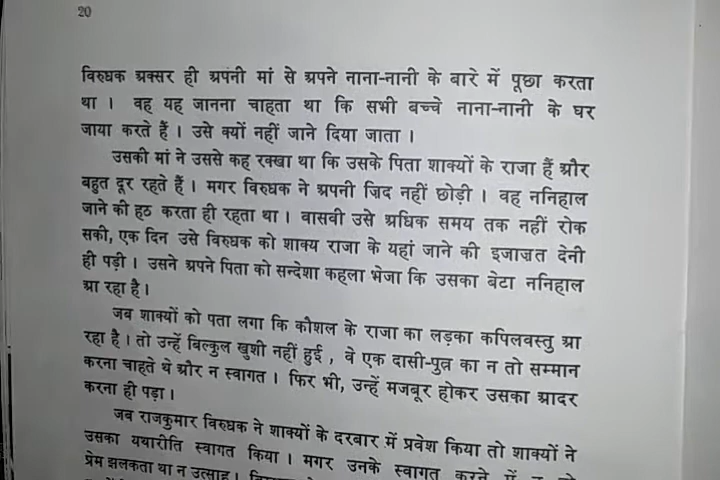 20
विरुधक अक्सर ही अपनी मां से अपने नाना-नानी के बारे में पूछा करता
था । वह यह जानना चाहता था कि सभी बच्चे नाना-नानी के घर
जाया करते हैं । उसे क्यों नहीं जाने दिया जाता ।
उसकी मां ने उससे कह रक्खा था कि उसके पिता शाक्यों के राजा हैं और
बहुत दूर रहते हैं । मगर विरुधक ने अपनी जिद नहीं छोड़ी । वह ननिहाल
जाने की हठ करता ही रहता था । वासवी उसे अधिक समय तक नहीं रोक
सकी, एक दिन उसे विरुधक को शाक्य राजा के यहां जाने की इजाज़त देनी
ही पड़ी । उसने अपने पिता को सन्देशा कहला भेजा कि उसका बेटा ननिहाल
आ रहा है ।
जब शाक्यों को पता लगा कि कौशल के राजा का लड़का कपिलवस्तु आ
रहा है । तो उन्हें बिल्कुल खुशी नहीं हुई , वे एक दासी-पुत्र का न तो सम्मान
करना चाहते थे और न स्वागत । फिर भी, उन्हें मजबूर होकर उसका आदर
करना ही पड़ा ।
जब राजकुमार विरुधक ने शाक्यों के दरबार में प्रवेश किया तो शाक्यों ने
उसका यथारीति स्वागत किया । मगर उनके स्वागत करने में न तो
प्रेम झलकता था न उत्साह ।